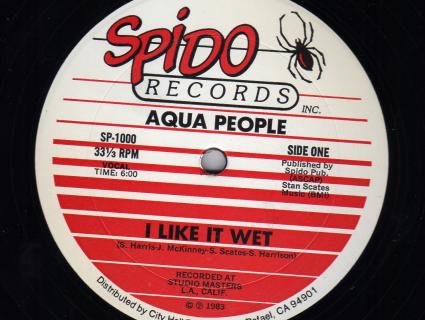 SPIDO
RECORDS
INC.
AQUA PEOPLE
SP-1000
33⅓ RPM
VOCAL
TIME: 6:00
SIDE ONE
Published by
Spido Pub.
(ASCAP)
Stan Scates
Music (BMI)
I LIKE IT WET
(S. Harris-J. McKinney-S. Scates-S. Harrison)
RECORDED AT
STUDIO MASTERS
L.A., CALIF.
© ℗ 1983
Distributed by City Hall Rafael, CA 94901